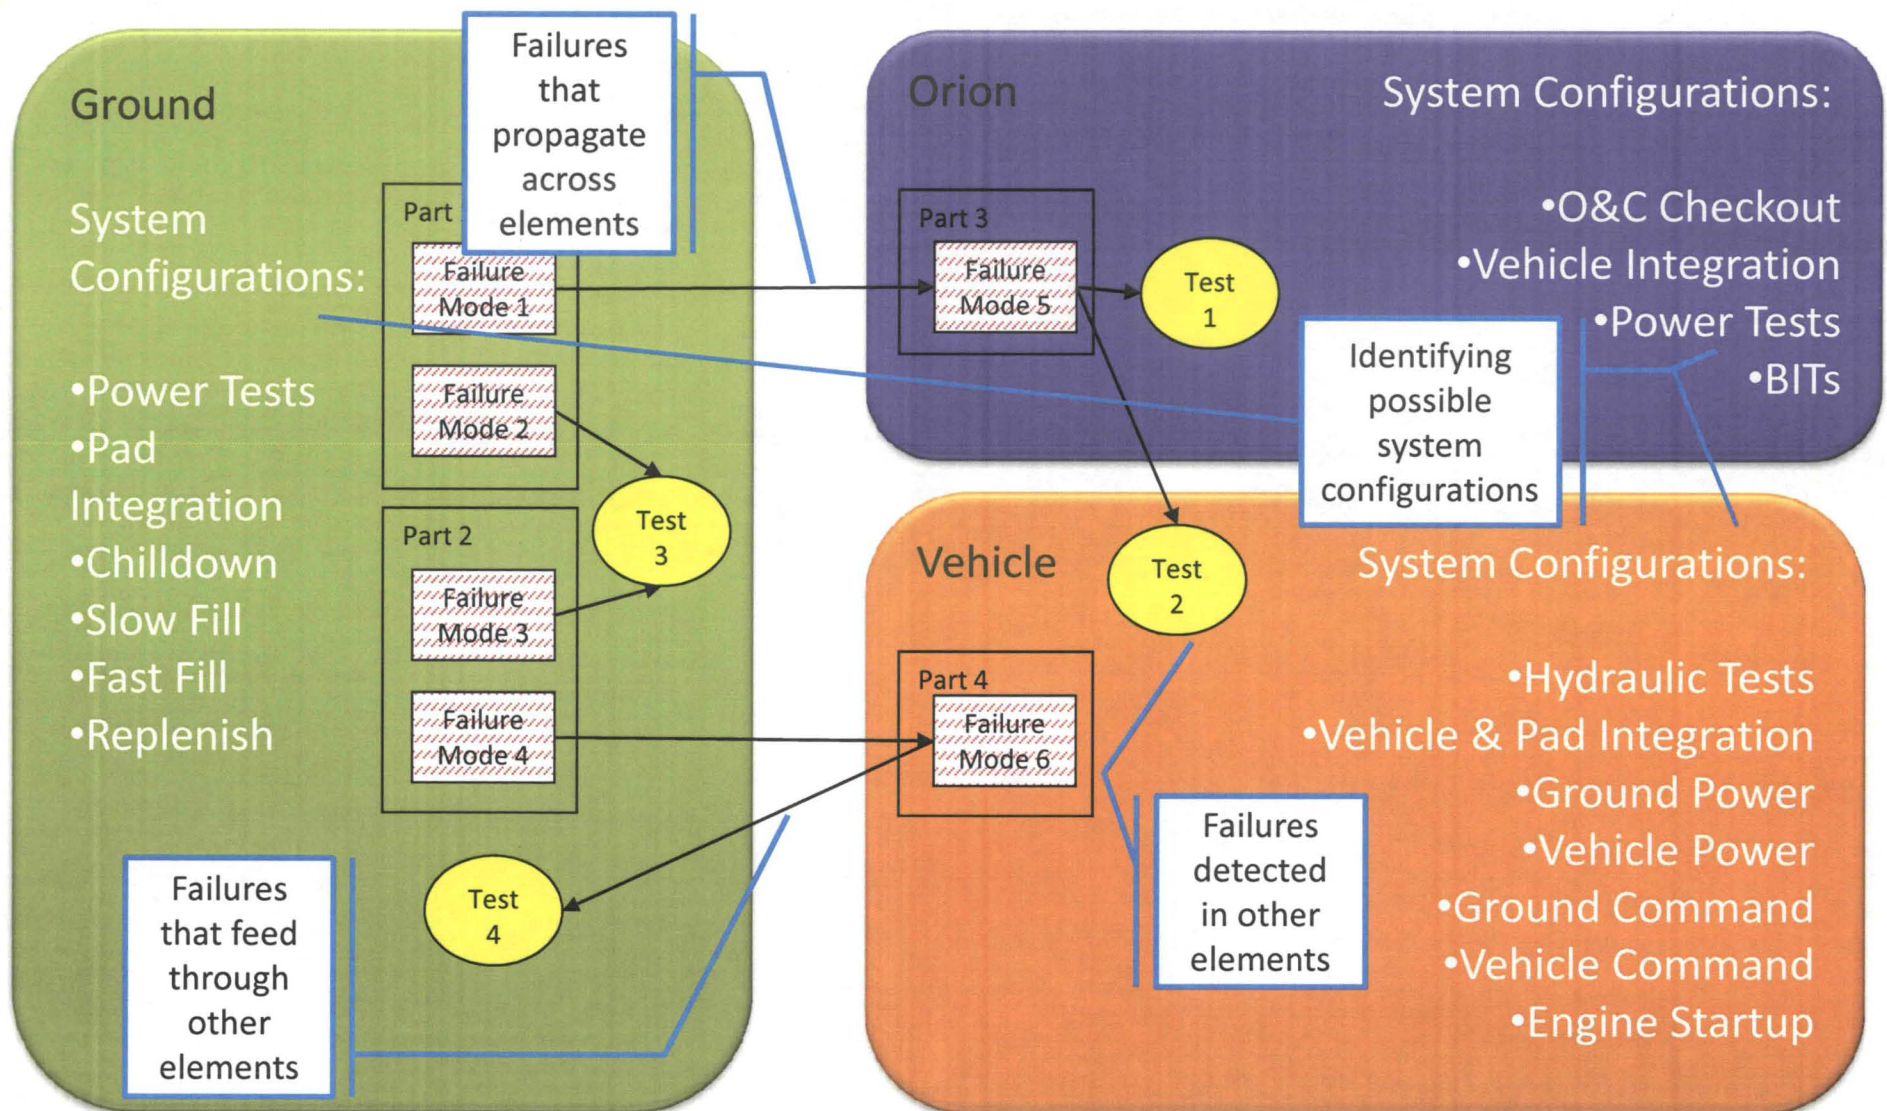 Ground
System
Configurations:
•Power Tests
•Pad
Integration
•Chilldown
•Slow Fill
•Fast Fill
•Replenish
Failures
that
propagate
across
elements
Part
Failure
Mode 1
Failure
Mode 2
Part 2
Failure
Mode 3
Failure
Mode 4
Test
3
Test
4
Failures
that feed
through
other
elements
Orion
System Configurations:
•O&C Checkout
•Vehicle Integration
•Power Tests
•BITs
Part 3
Failure
Mode 5
Test
1
Identifying
possible
system
configurations
Vehicle
Test
2
System Configurations:
•Hydraulic Tests
•Vehicle & Pad Integration
•Ground Power
•Vehicle Power
•Ground Command
•Vehicle Command
•Engine Startup
Part 4
Failure
Mode 6
Failures
detected
in other
elements